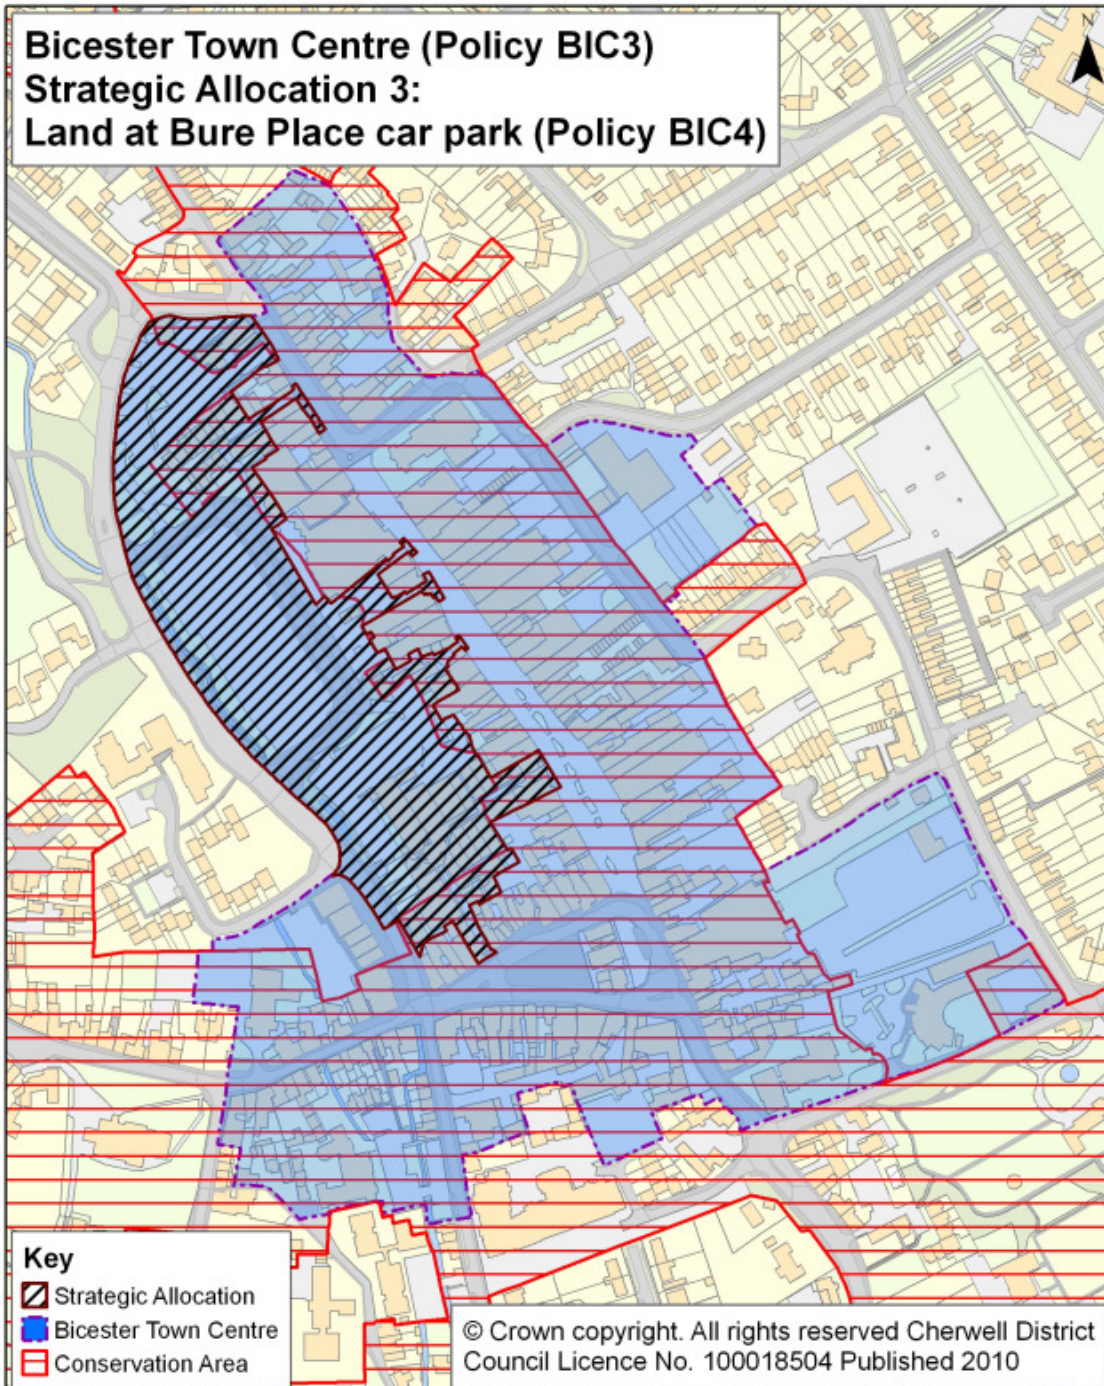 Bicester Town Centre (Policy BIC3)
Strategic Allocation 3:
Land at Bure Place car park (Policy BIC4)
N
Key
Strategic Allocation
Bicester Town Centre
Conservation Area
© Crown copyright. All rights reserved Cherwell District
Council Licence No. 100018504 Published 2010